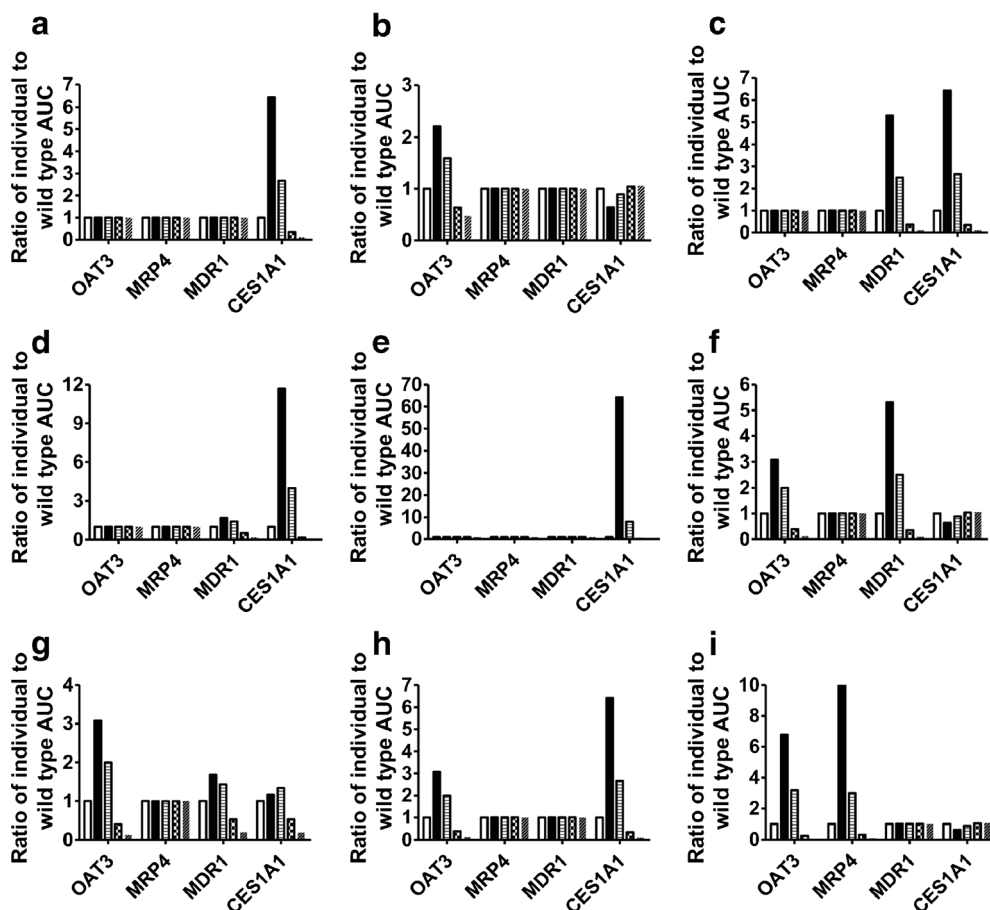 a
Ratio of individual to
wild type AUC
7
6
5
4
3
2
1
0
OAT3
MRP4
MDR1
CES1A1
b
Ratio of individual to
wild type AUC
3
2
1
0
OAT3
MRP4
MDR1
CES1A1
c
Ratio of individual to
wild type AUC
7
6
5
4
3
2
1
0
OAT3
MRP4
MDR1
CES1A1
d
Ratio of individual to
wild type AUC
12
9
6
3
0
OAT3
MRP4
MDR1
CES1A1
e
Ratio of individual to
wild type AUC
70
60
50
40
30
20
10
0
OAT3
MRP4
MDR1
CES1A1
f
Ratio of individual to
wild type AUC
6
5
4
3
2
1
0
OAT3
MRP4
MDR1
CES1A1
g
Ratio of individual to
wild type AUC
4
3
2
1
0
OAT3
MRP4
MDR1
CES1A1
h
Ratio of individual to
wild type AUC
7
6
5
4
3
2
1
0
OAT3
MRP4
MDR1
CES1A1
i
Ratio of individual to
wild type AUC
10
8
6
4
2
0
OAT3
MRP4
MDR1
CES1A1